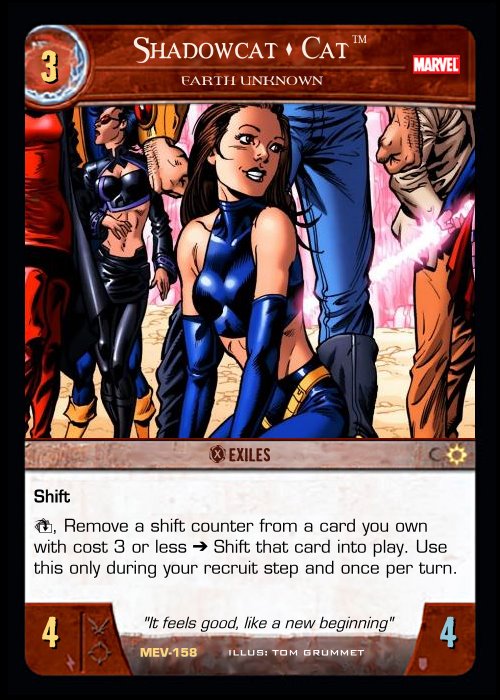 3
SHADOWCAT ♦ CAT™
EARTH UNKNOWN
MARVEL
EXILES
C
Shift
, Remove a shift counter from a card you own
with cost 3 or less ➔ Shift that card into play. Use
this only during your recruit step and once per turn.
"It feels good, like a new beginning"
4
4
MEV-158 ILLUS: TOM GRUMMET